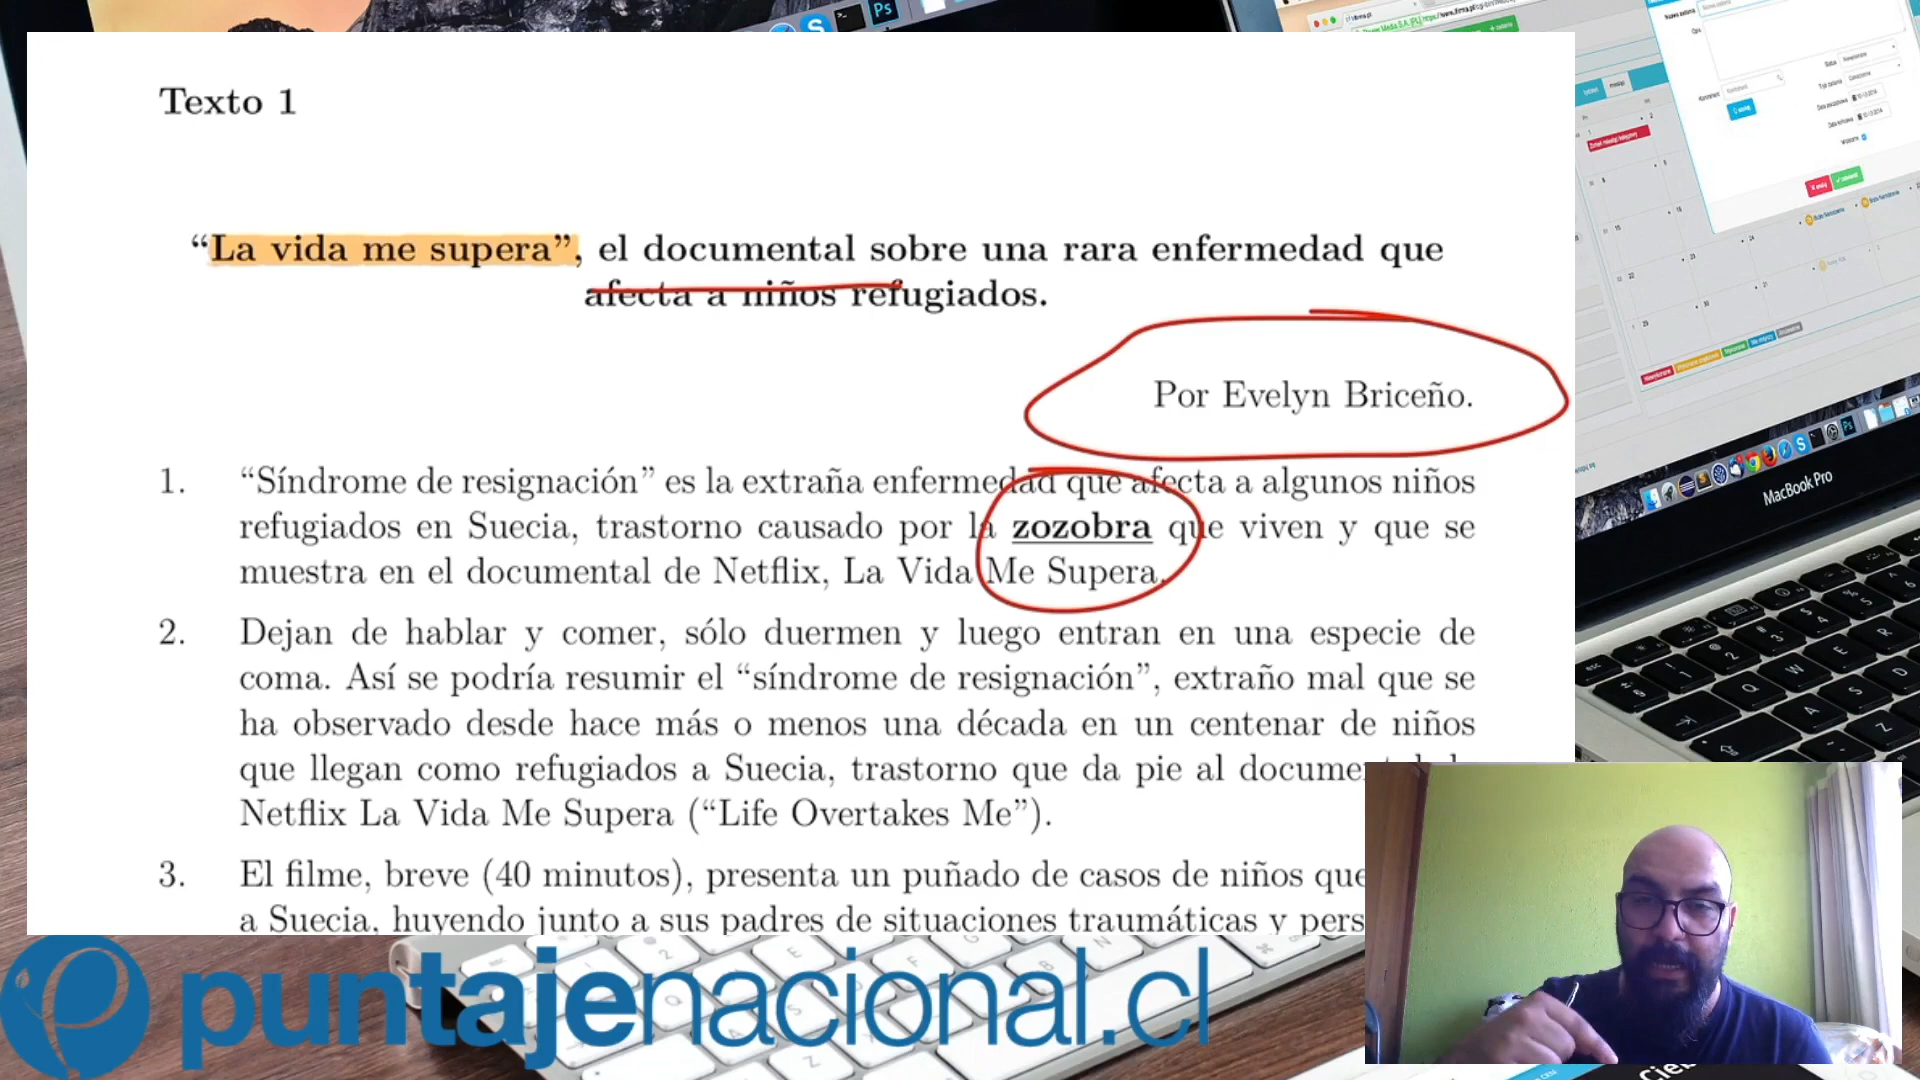 Texto 1
“La vida me supera”, el documental sobre una rara enfermedad que
afecta a niños refugiados.
Por Evelyn Briceño.
1. “Síndrome de resignación” es la extraña enfermedad que afecta a algunos niños
refugiados en Suecia, trastorno causado por la zozobra que viven y que se
muestra en el documental de Netflix, La Vida Me Supera.
2. Dejan de hablar y comer, sólo duermen y luego entran en una especie de
coma. Así se podría resumir el “síndrome de resignación”, extraño mal que se
ha observado desde hace más o menos una década en un centenar de niños
que llegan como refugiados a Suecia, trastorno que da pie al docume
Netflix La Vida Me Supera (“Life Overtakes Me”).
3. El filme, breve (40 minutos), presenta un puñado de casos de niños que
a Suecia, huyendo junto a sus padres de situaciones traumáticas y pers
MacBook Pro
puntajenacional.cl